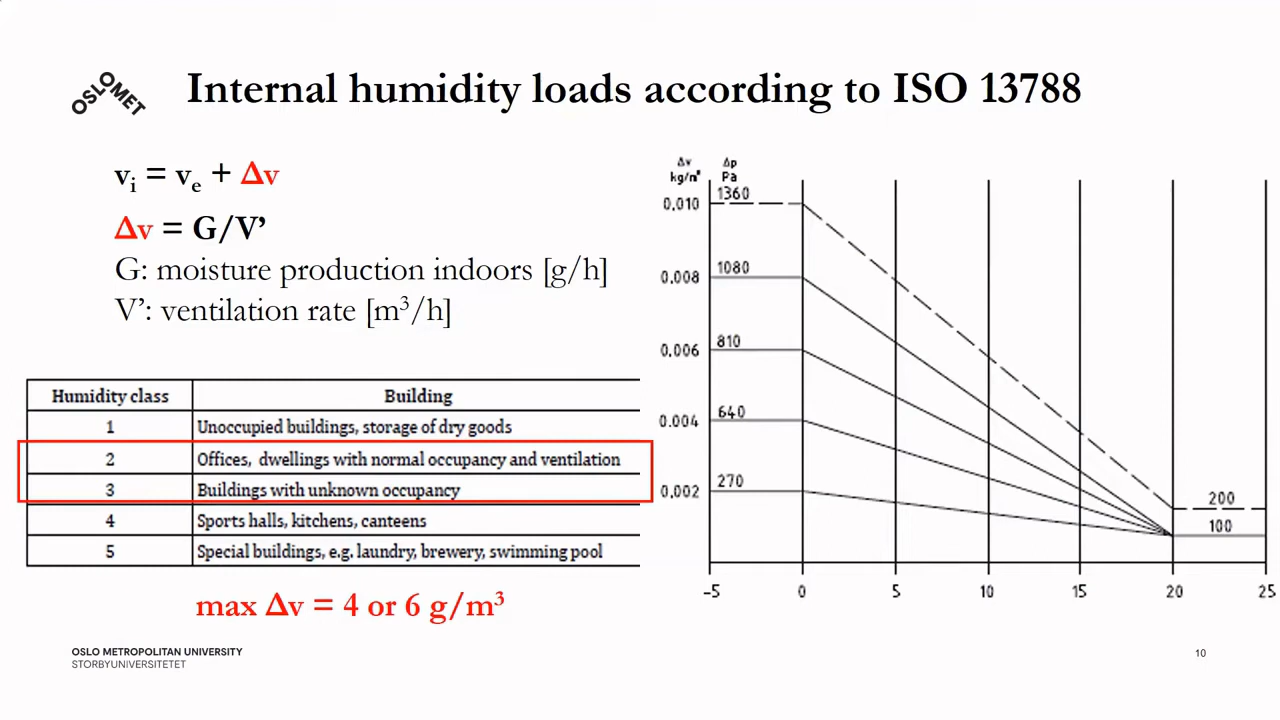 OSLOMET
Internal humidity loads according to ISO 13788
vᵢ = vₑ + Δv
Δv = G/V’
G: moisture production indoors [g/h]
V’: ventilation rate [m³/h]
Humidity class Building
1 Unoccupied buildings, storage of dry goods
2 Offices, dwellings with normal occupancy and ventilation
3 Buildings with unknown occupancy
4 Sports halls, kitchens, canteens
5 Special buildings, e.g. laundry, brewery, swimming pool
max Δv = 4 or 6 g/m³
Δv Δp
kg/m³ Pa
0.010 1360
0.008 1080
0.006 810
0.004 640
0.002 270
200
100
–5 0 5 10 15 20 25
OSLO METROPOLITAN UNIVERSITY
STORBYUNIVERSITETET
10